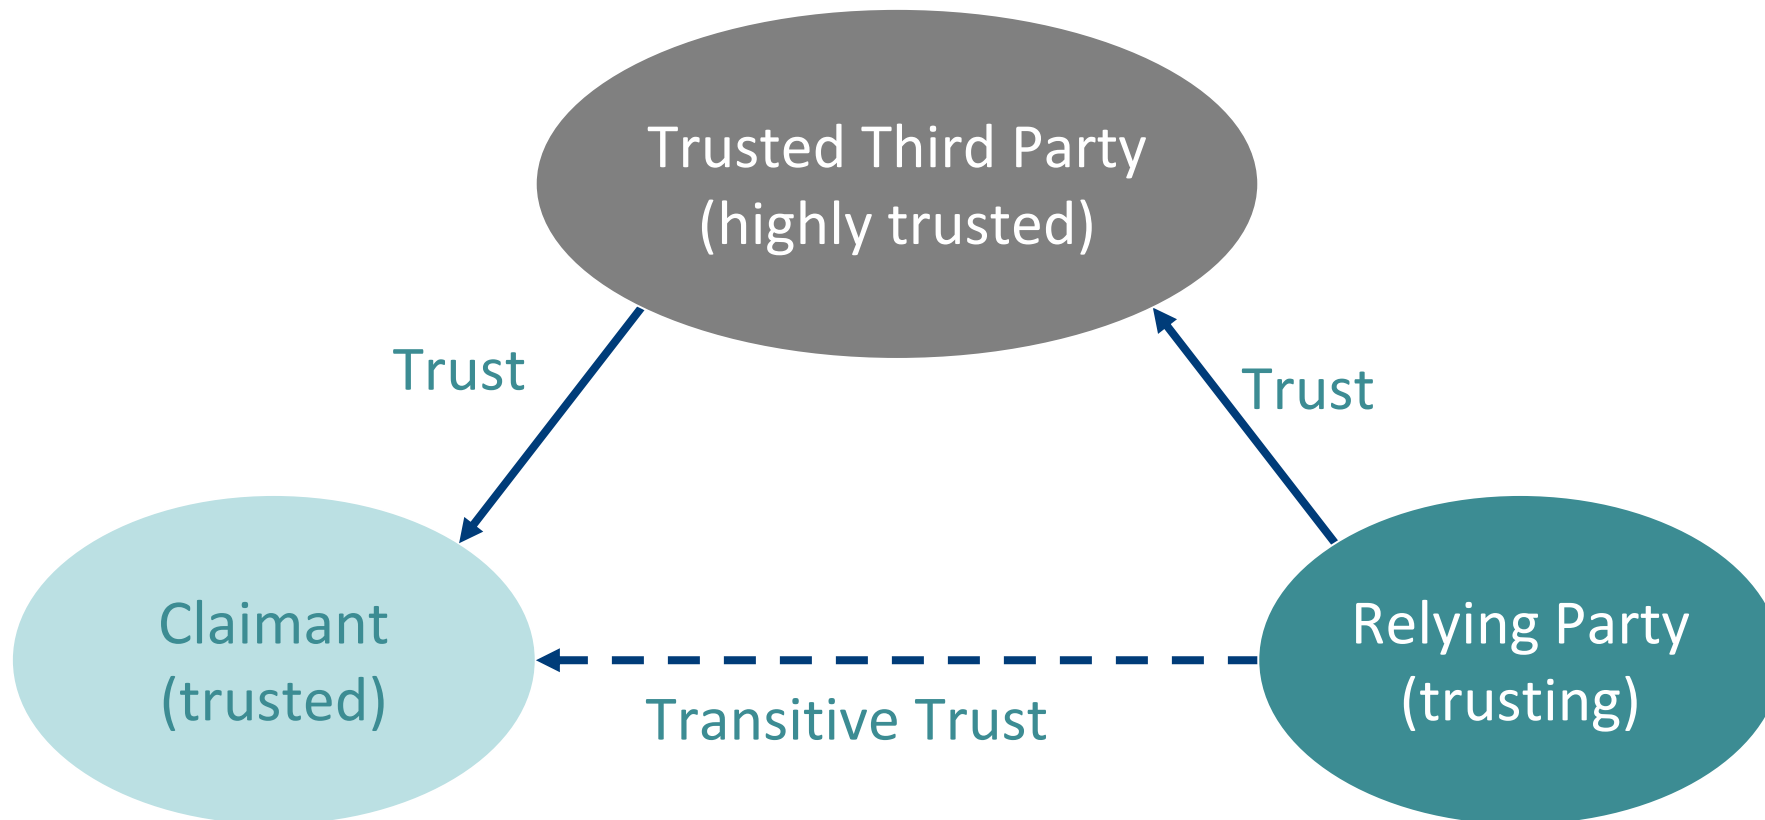 Trusted Third Party
(highly trusted)
Trust
Trust
Claimant
(trusted)
Relying Party
(trusting)
Transitive Trust